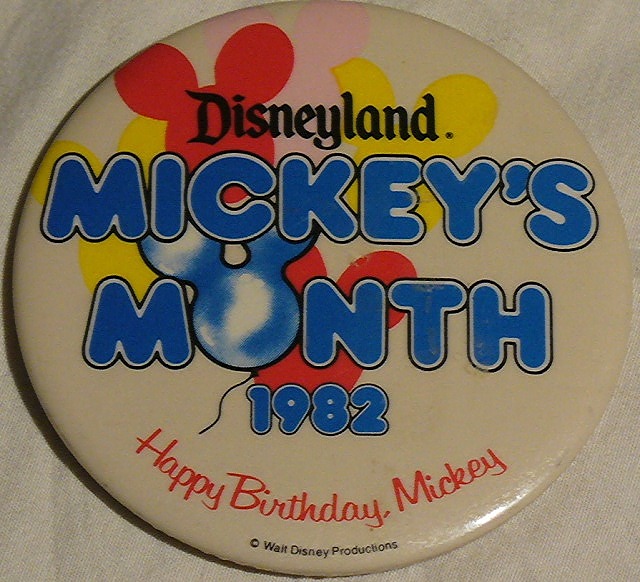 Disneyland.
MICKEY'S
MONTH
1982
Happy Birthday, Mickey
© Walt Disney Productions